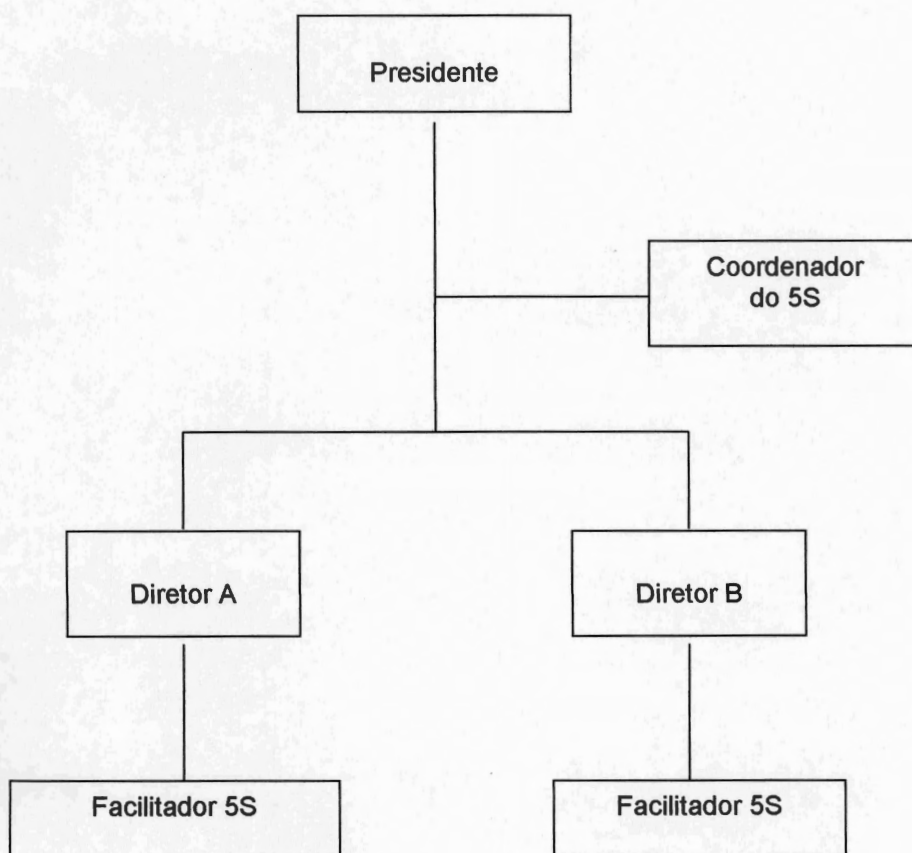 Presidente
Coordenador
do 5S
Diretor A
Diretor B
Facilitador 5S
Facilitador 5S